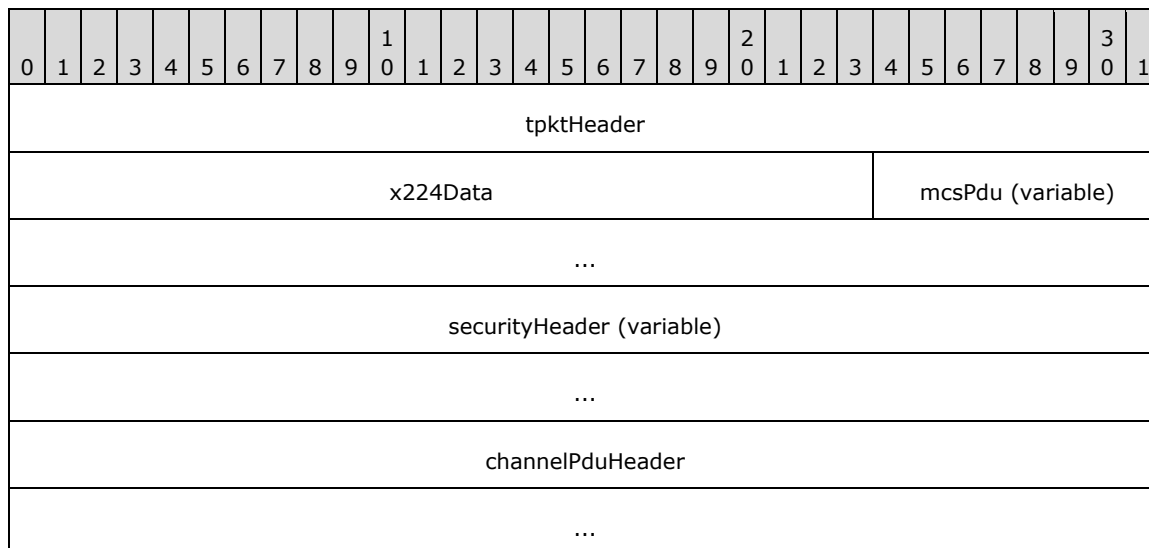 1 2 3
0 1 2 3 4 5 6 7 8 9 0 1 2 3 4 5 6 7 8 9 0 1 2 3 4 5 6 7 8 9 0 1
tpktHeader
x224Data mcsPdu (variable)
...
securityHeader (variable)
...
channelPduHeader
...